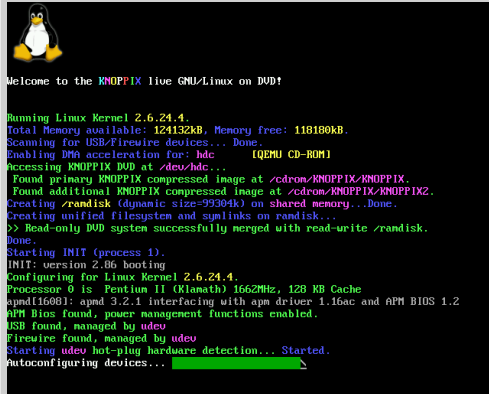 Welcome to the KNOPPIX live GNU/Linux on DVD!
Running Linux Kernel 2.6.24.4.
Total Memory available: 124132kB, Memory free: 118180kB.
Scanning for USB/Firewire devices... Done.
Enabling DMA acceleration for: hdc [QEMU CD-ROM]
Accessing KNOPPIX DVD at /dev/hdc...
Found primary KNOPPIX compressed image at /cdrom/KNOPPIX/KNOPPIX.
Found additional KNOPPIX compressed image at /cdrom/KNOPPIX/KNOPPIX2.
Creating /ramdisk (dynamic size=99304k) on shared memory...Done.
Creating unified filesystem and symlinks on ramdisk...
>> Read-only DVD system successfully merged with read-write /ramdisk.
Done.
Starting INIT (process 1).
INIT: version 2.86 booting
Configuring for Linux Kernel 2.6.24.4.
Processor 0 is Pentium II (Klamath) 1662MHz, 128 KB Cache
apmd[1608]: apmd 3.2.1 interfacing with apm driver 1.16ac and APM BIOS 1.2
APM Bios found, power management functions enabled.
USB found, managed by udev
Firewire found, managed by udev
Starting udev hot-plug hardware detection... Started.
Autoconfiguring devices... \